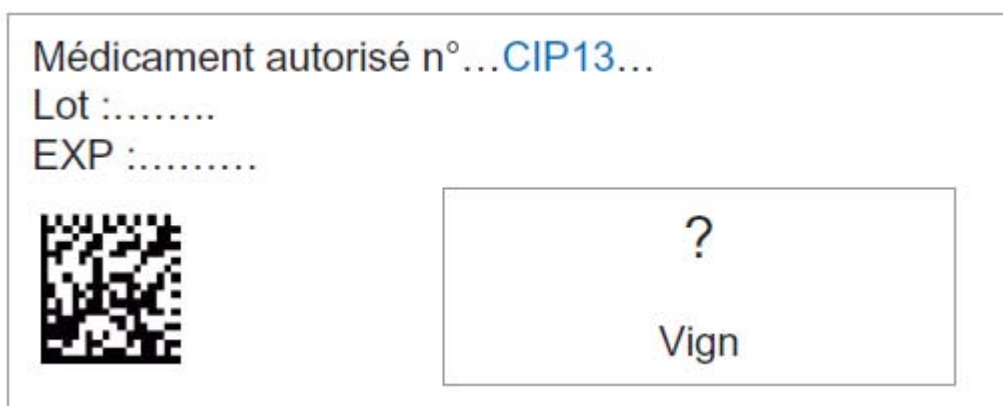 Médicament autorisé n°…CIP13…
Lot :……..
EXP :………
?
Vign